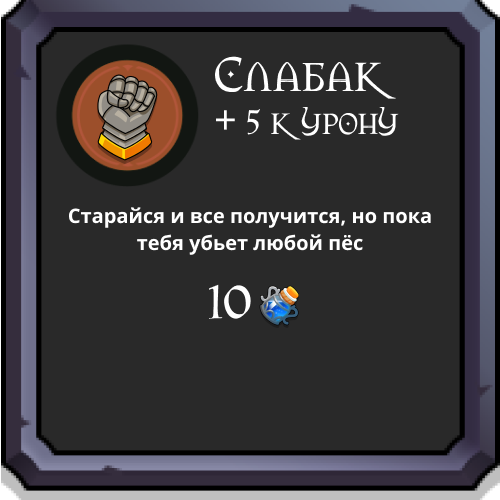 Слабак
+ 5 к урону
Старайся и все получится, но пока
тебя убьет любой пёс
10